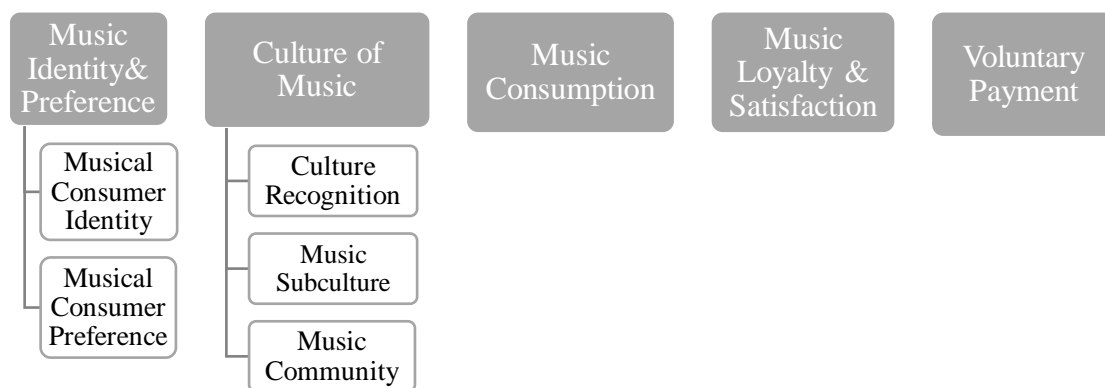 Music
Identity&
Preference
Musical
Consumer
Identity
Musical
Consumer
Preference
Culture of
Music
Culture
Recognition
Music
Subculture
Music
Community
Music
Consumption
Music
Loyalty &
Satisfaction
Voluntary
Payment